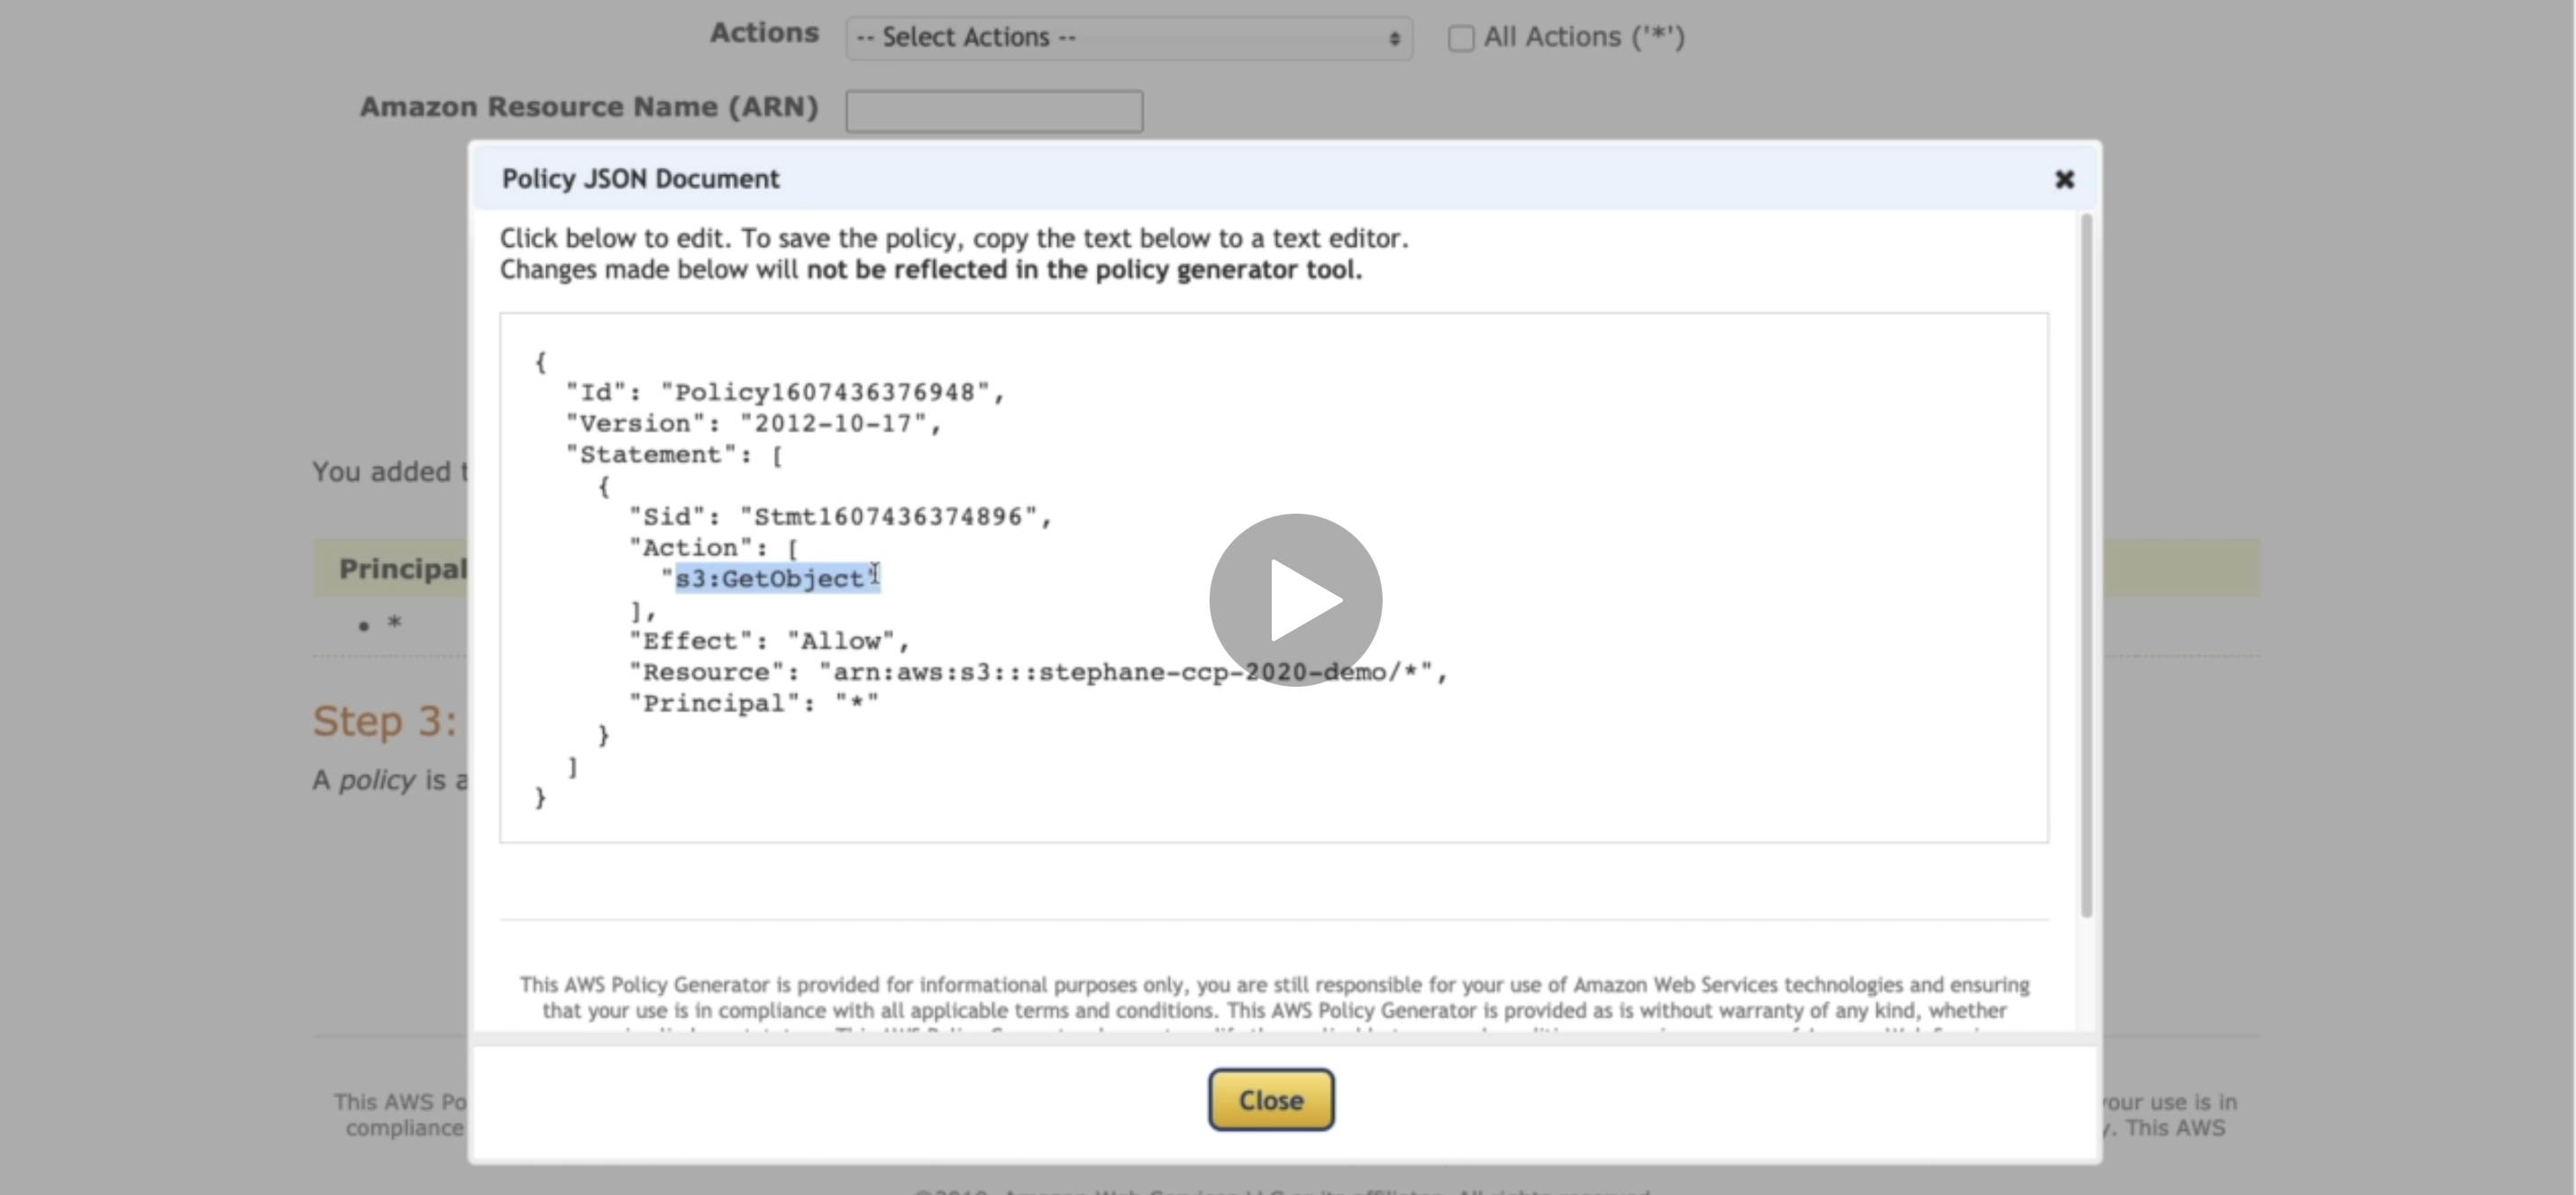 Actions -- Select Actions -- All Actions ('*')
Amazon Resource Name (ARN)
Policy JSON Document
Click below to edit. To save the policy, copy the text below to a text editor.
Changes made below will not be reflected in the policy generator tool.
{
"Id": "Policy1607436376948",
"Version": "2012-10-17",
"Statement": [
{
"Sid": "Stmt1607436374896",
"Action": [
"s3:GetObject"
],
"Effect": "Allow",
"Resource": "arn:aws:s3:::stephane-ccp-2020-demo/*",
"Principal": "*"
}
]
}
You added
Principal
• *
Step 3:
A policy is
This AWS Policy Generator is provided for informational purposes only, you are still responsible for your use of Amazon Web Services technologies and ensuring
that your use is in compliance with all applicable terms and conditions. This AWS Policy Generator is provided as is without warranty of any kind, whether
Close
This AWS your use is in
compliance This AWS